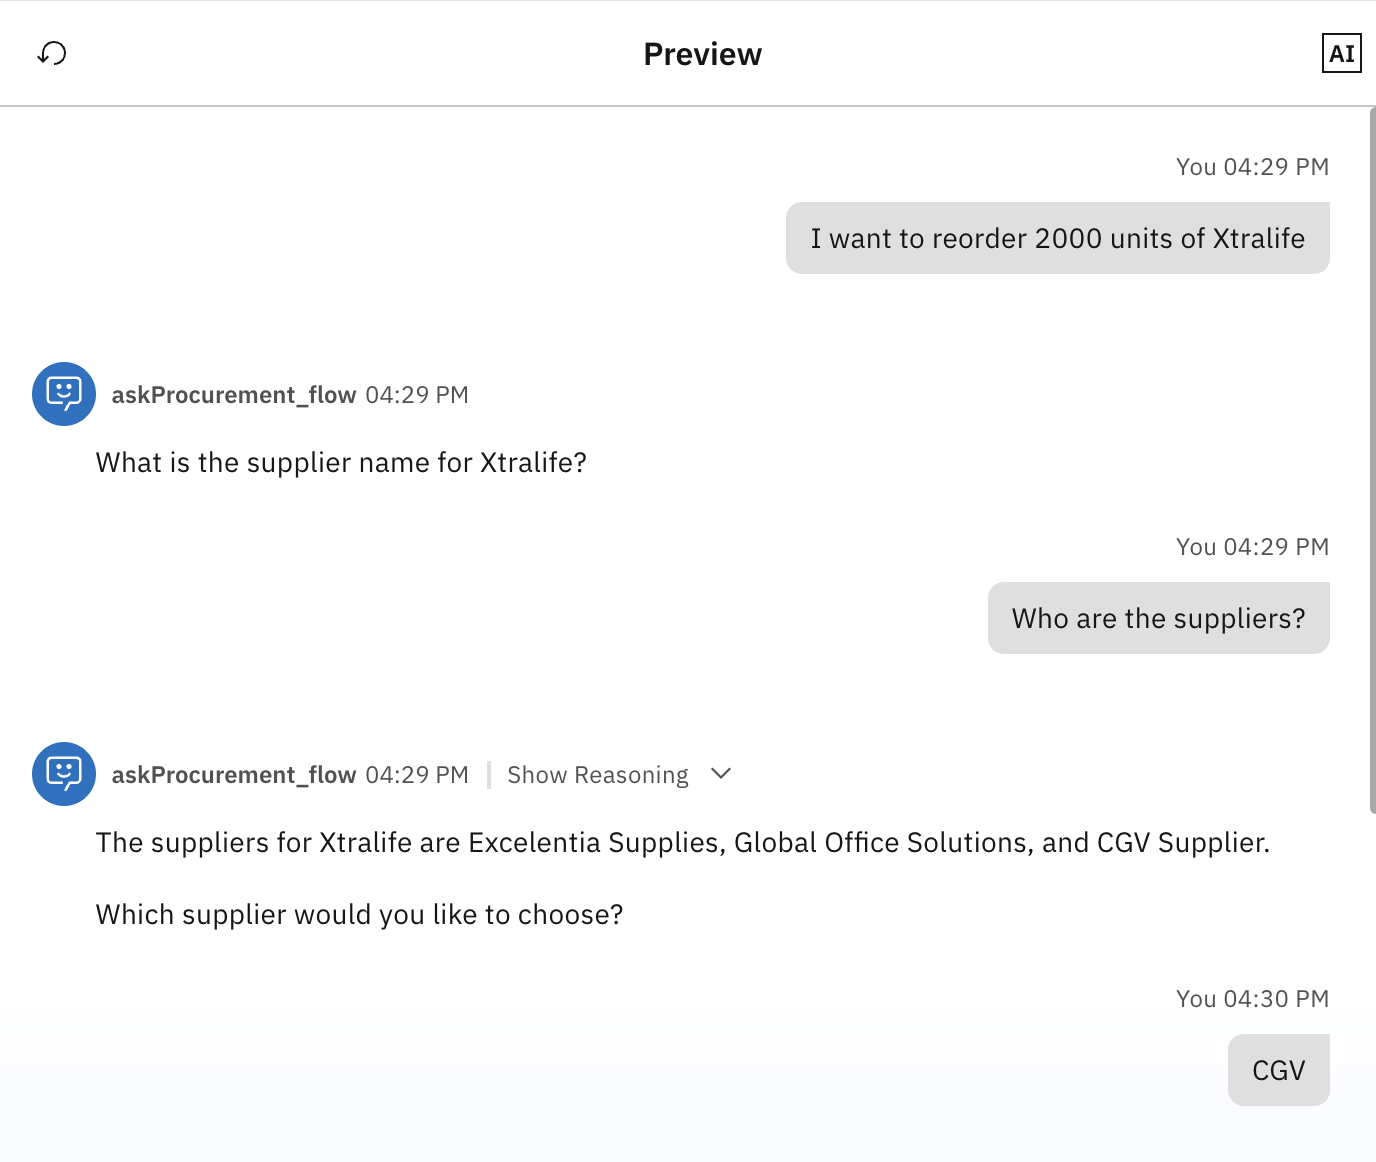 Preview
AI
You 04:29 PM
I want to reorder 2000 units of Xtralife
askProcurement_flow 04:29 PM
What is the supplier name for Xtralife?
You 04:29 PM
Who are the suppliers?
askProcurement_flow 04:29 PM Show Reasoning
The suppliers for Xtralife are Excelentia Supplies, Global Office Solutions, and CGV Supplier.
Which supplier would you like to choose?
You 04:30 PM
CGV